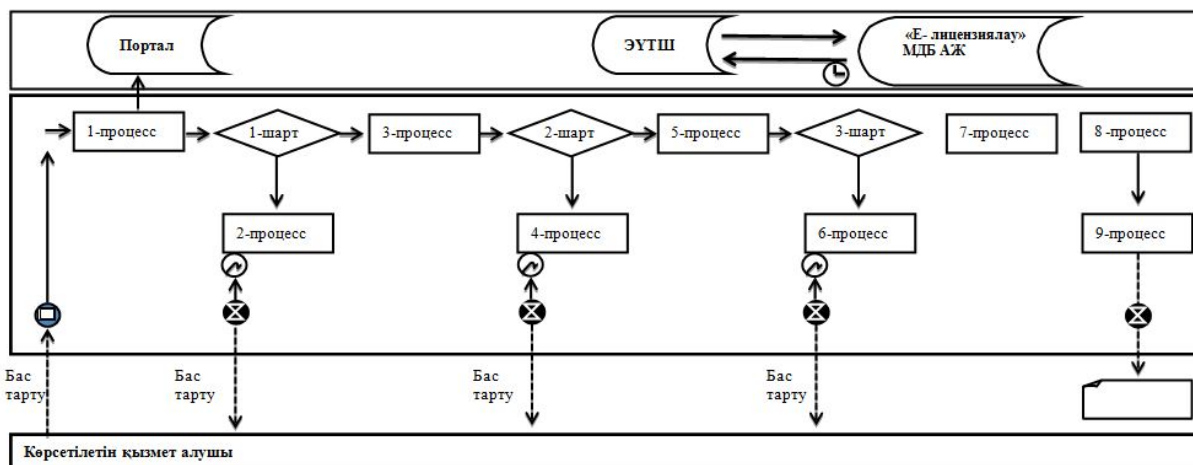 Портал
ЭҮТШ
«Е- лицензиялау»
МДБ АЖ
1-процесс
1-шарт
3-процесс
2-шарт
5-процесс
3-шарт
7-процесс
8-процесс
2-процесс
4-процесс
6-процесс
9-процесс
Бас
тарту
Бас
тарту
Бас
тарту
Бас
тарту
Көрсетілетін қызмет алушы